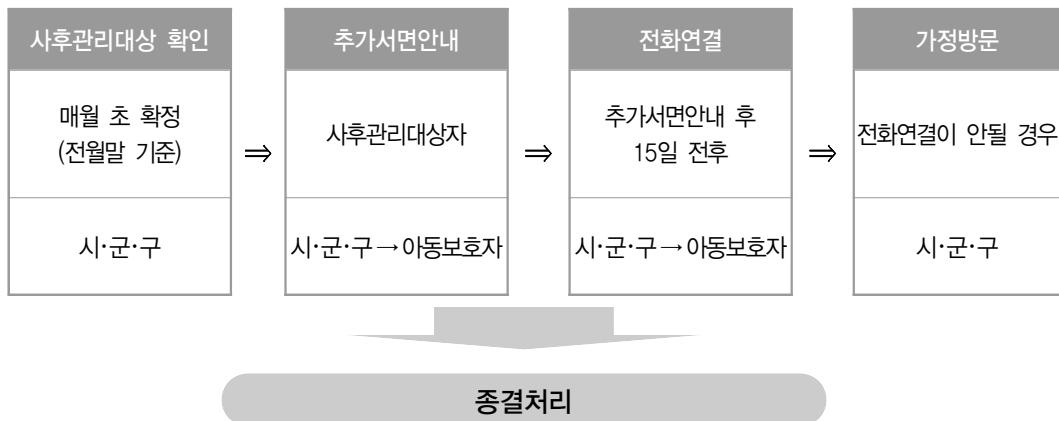 사후관리대상 확인
매월 초 확정
(전월말 기준)
시·군·구
⇒
추가서면안내
사후관리대상자
시·군·구→아동보호자
⇒
전화연결
추가서면안내 후
15일 전후
시·군·구→아동보호자
⇒
가정방문
전화연결이 안될 경우
시·군·구
종결처리